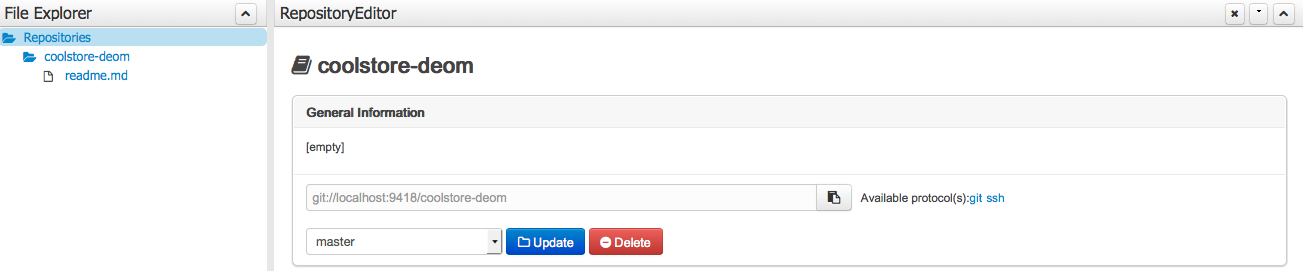 File Explorer
Repositories
coolstore-deom
readme.md
RepositoryEditor
coolstore-deom
General Information
[empty]
git://localhost:9418/coolstore-deom
Available protocol(s):git ssh
master
Update
Delete